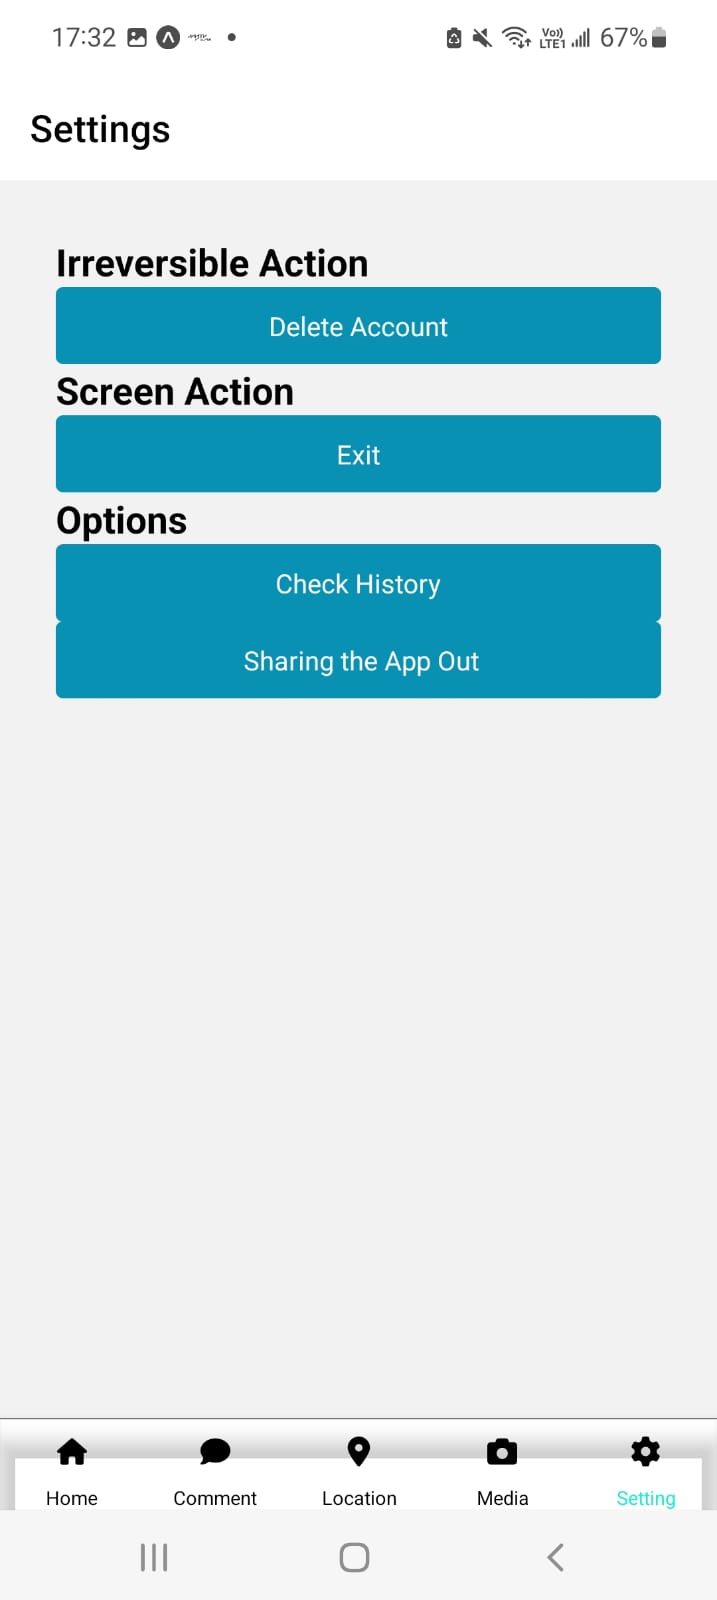 17:32 Vo)) LTE1 67%
Settings
Irreversible Action
Delete Account
Screen Action
Exit
Options
Check History
Sharing the App Out
Home Comment Location Media Setting